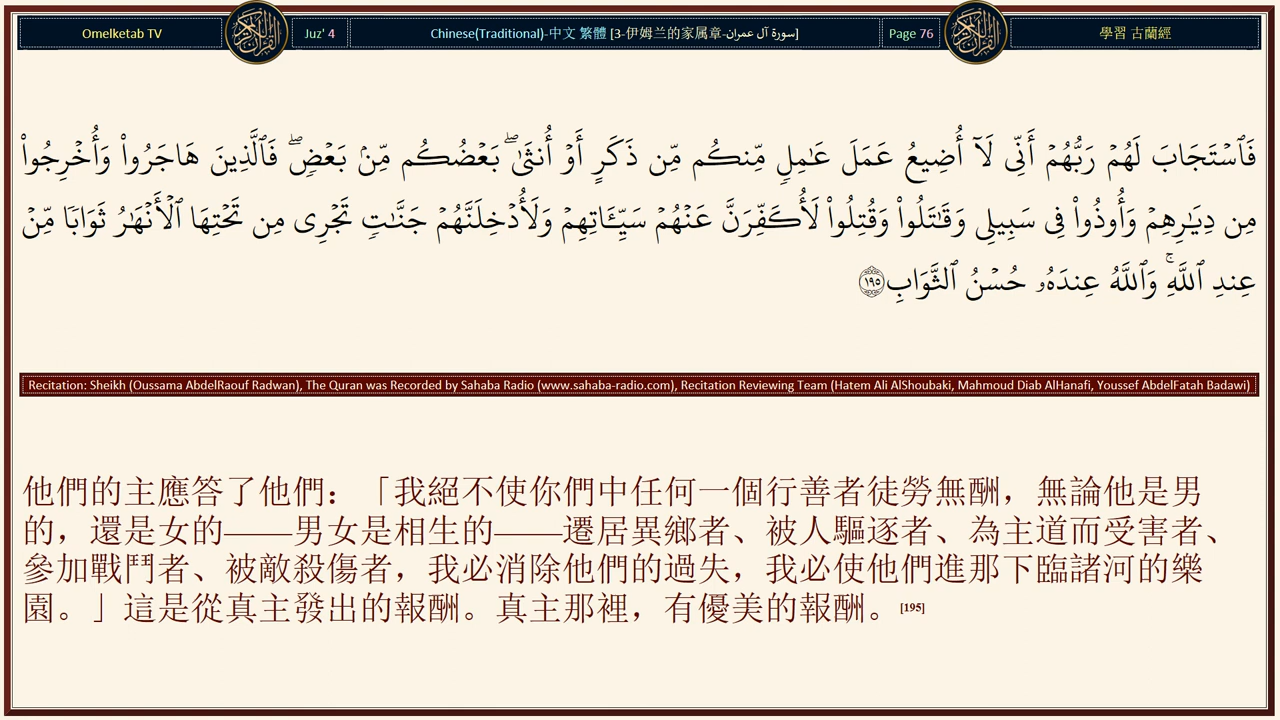 Omelketab TV
Juz' 4
Chinese(Traditional)-中文 繁體 [3-伊姆兰的家属章-سورة آل عمران]
Page 76
學習 古蘭經
فَٱسۡتَجَابَ لَهُمۡ رَبُّهُمۡ أَنِّي لَآ أُضِيعُ عَمَلَ عَٰمِلٖ مِّنكُم مِّن ذَكَرٍ أَوۡ أُنثَىٰۖ بَعۡضُكُم مِّنۢ بَعۡضٖۖ فَٱلَّذِينَ هَاجَرُواْ وَأُخۡرِجُواْ
مِن دِيَٰرِهِمۡ وَأُوذُواْ فِي سَبِيلِي وَقَٰتَلُواْ وَقُتِلُواْ لَأُكَفِّرَنَّ عَنۡهُمۡ سَيِّـَٔاتِهِمۡ وَلَأُدۡخِلَنَّهُمۡ جَنَّٰتٖ تَجۡرِي مِن تَحۡتِهَا ٱلۡأَنۡهَٰرُ ثَوَابٗا مِّنۡ
عِندِ ٱللَّهِۚ وَٱللَّهُ عِندَهُۥ حُسۡنُ ٱلثَّوَابِ ١٩٥
Recitation: Sheikh (Oussama AbdelRaouf Radwan), The Quran was Recorded by Sahaba Radio (www.sahaba-radio.com), Recitation Reviewing Team (Hatem Ali AlShoubaki, Mahmoud Diab AlHanafi, Youssef AbdelFatah Badawi)
他們的主應答了他們：「我絕不使你們中任何一個行善者徒勞無酬，無論他是男
的，還是女的——男女是相生的——遷居異鄉者、被人驅逐者、為主道而受害者、
參加戰鬥者、被敵殺傷者，我必消除他們的過失，我必使他們進那下臨諸河的樂
園。」這是從真主發出的報酬。真主那裡，有優美的報酬。[195]